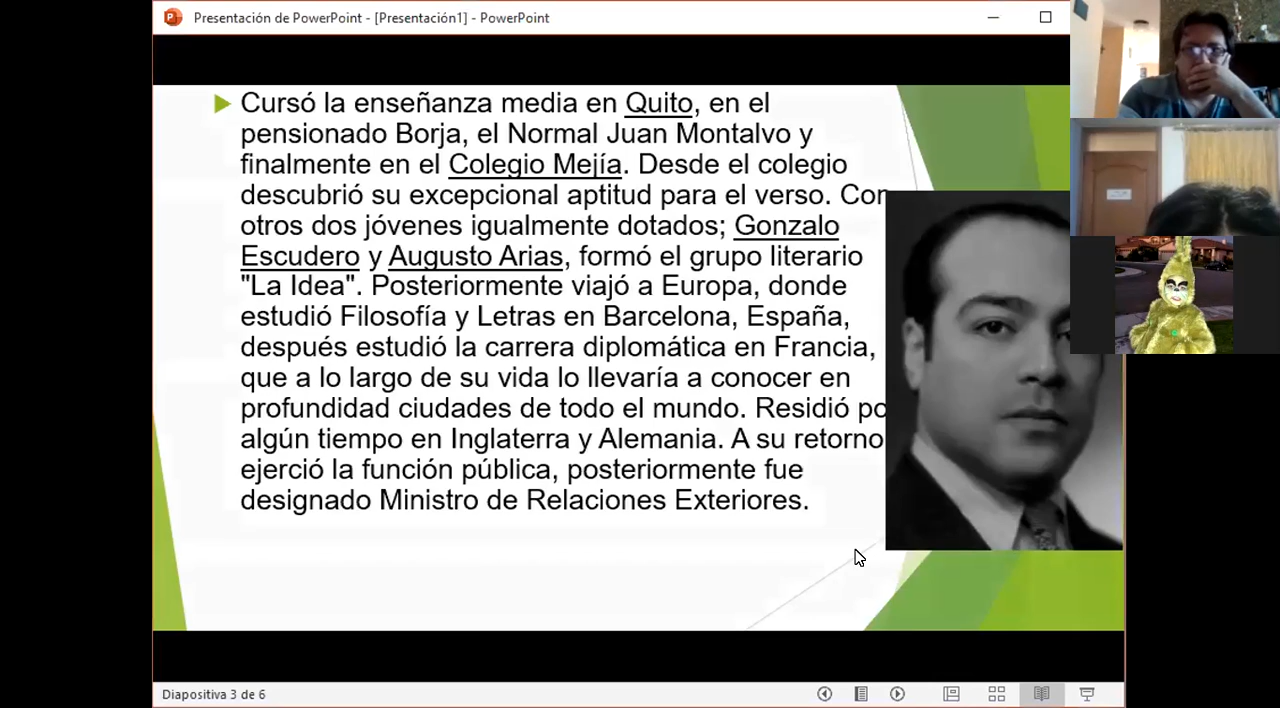 Presentación de PowerPoint - [Presentación1] - PowerPoint
Cursó la enseñanza media en Quito, en el
pensionado Borja, el Normal Juan Montalvo y
finalmente en el Colegio Mejía. Desde el colegio
descubrió su excepcional aptitud para el verso. Con
otros dos jóvenes igualmente dotados; Gonzalo
Escudero y Augusto Arias, formó el grupo literario
"La Idea". Posteriormente viajó a Europa, donde
estudió Filosofía y Letras en Barcelona, España,
después estudió la carrera diplomática en Francia,
que a lo largo de su vida lo llevaría a conocer en
profundidad ciudades de todo el mundo. Residió po
algún tiempo en Inglaterra y Alemania. A su retorno
ejerció la función pública, posteriormente fue
designado Ministro de Relaciones Exteriores.
Diapositiva 3 de 6